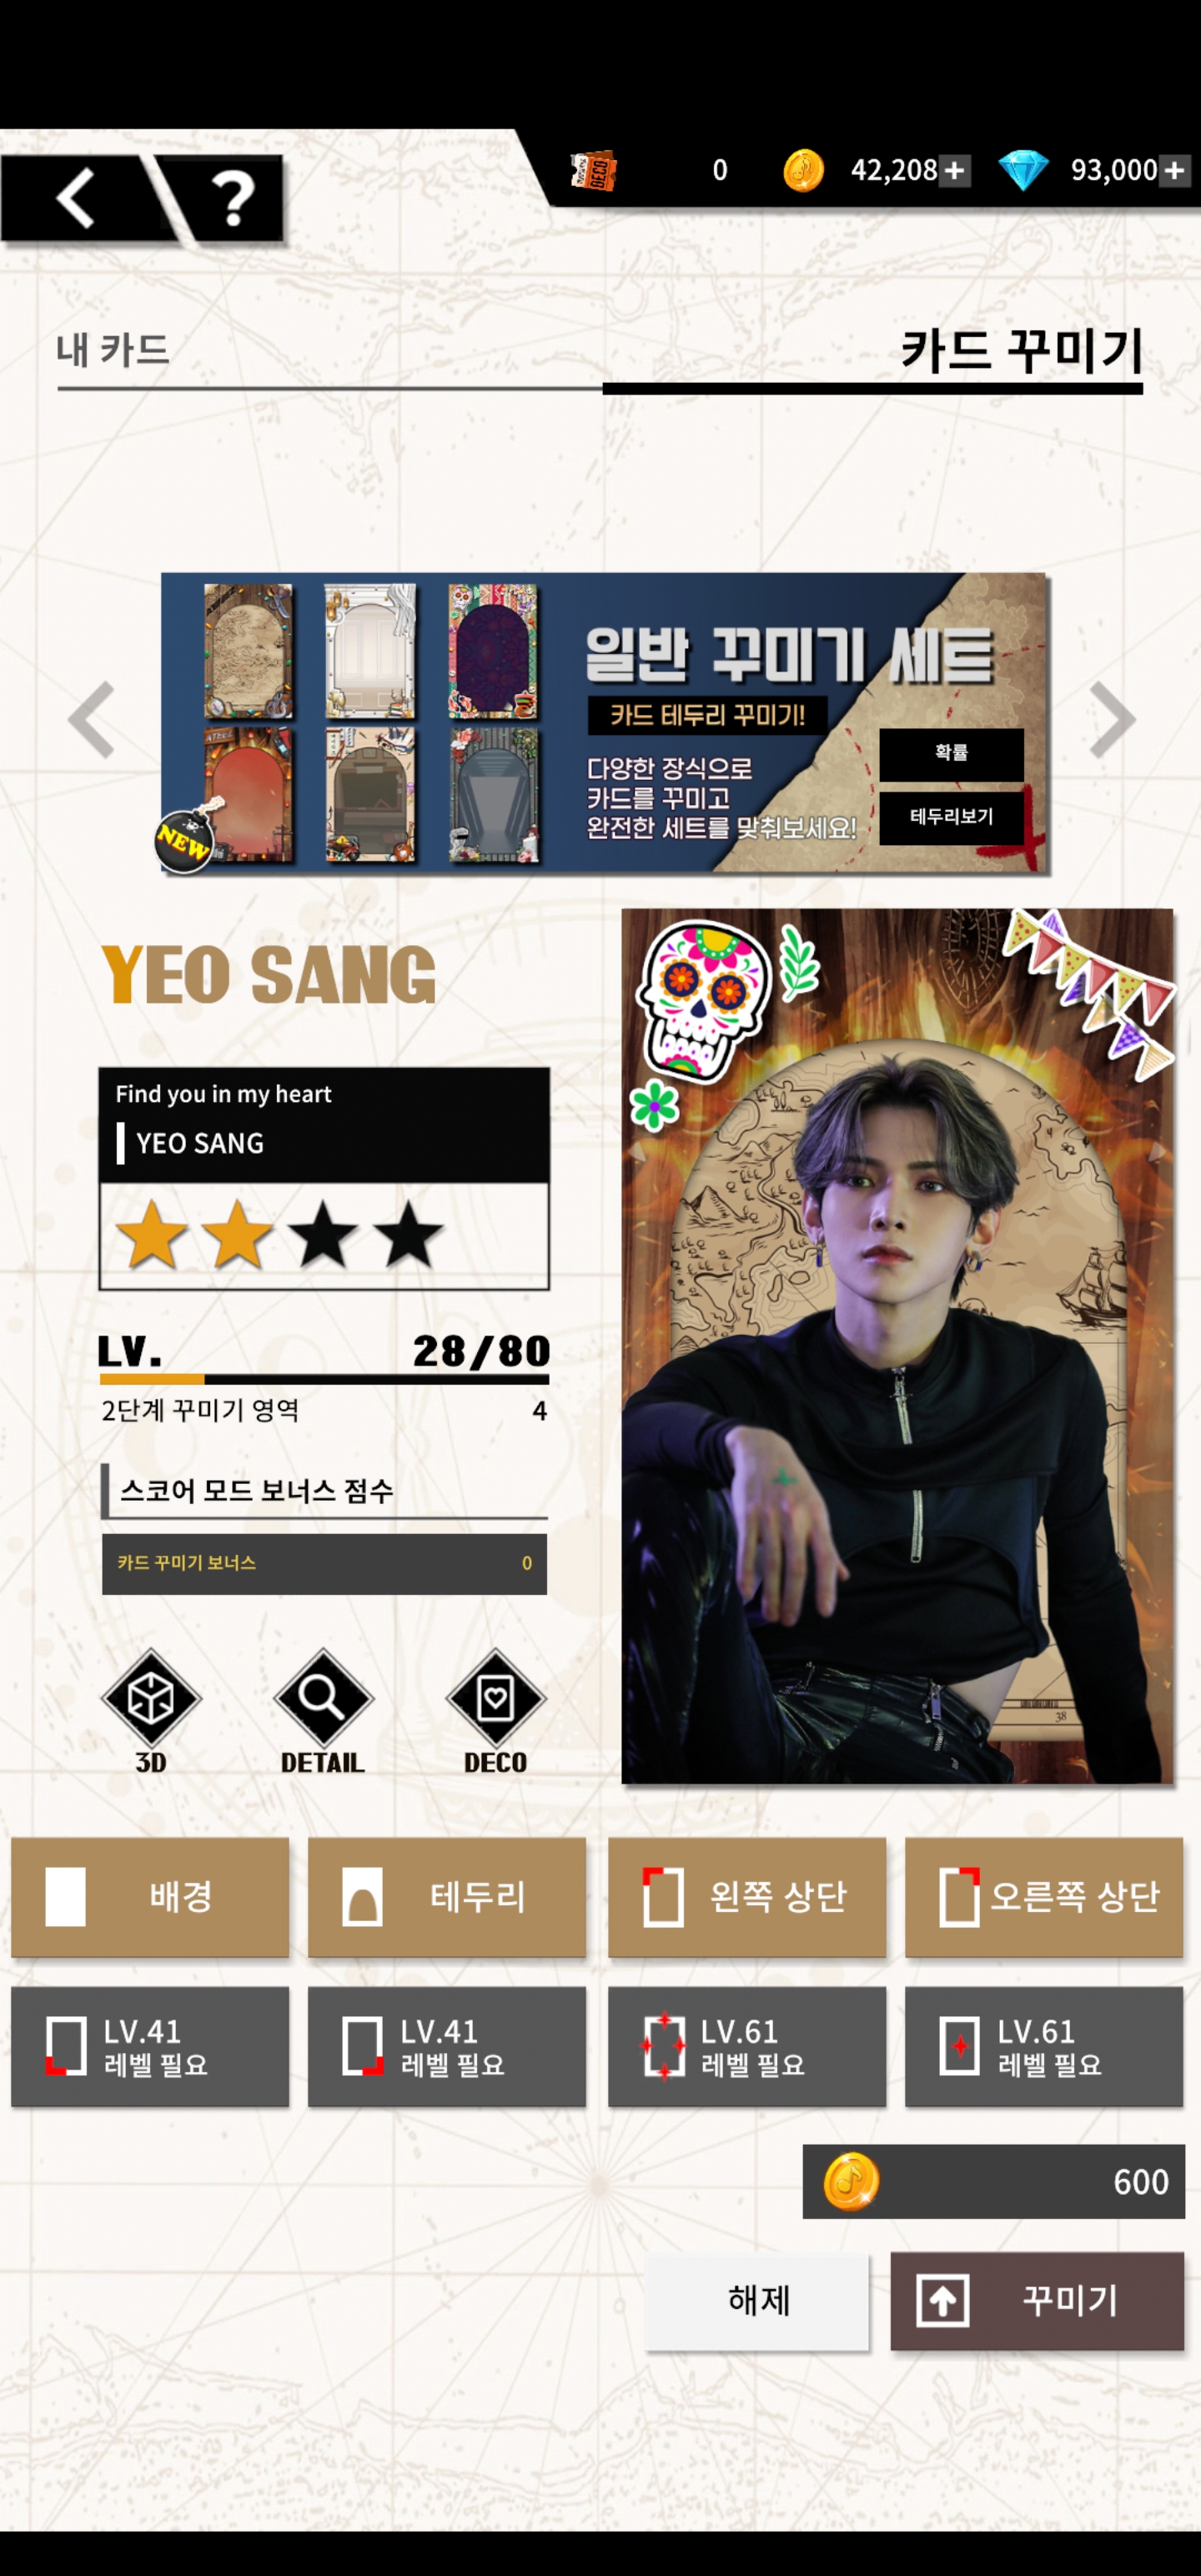 ?
0
42,208+
93,000+
내 카드
카드 꾸미기
일반 꾸미기 세트
카드 테두리 꾸미기!
다양한 장식으로
카드를 꾸미고
완전한 세트를 맞춰보세요!
확률
테두리보기
NEW
YEO SANG
Find you in my heart
YEO SANG
LV. 28/80
2단계 꾸미기 영역 4
스코어 모드 보너스 점수
카드 꾸미기 보너스 0
38
3D
DETAIL
DECO
배경
테두리
왼쪽 상단
오른쪽 상단
LV.41
레벨 필요
LV.41
레벨 필요
LV.61
레벨 필요
LV.61
레벨 필요
600
해제
꾸미기